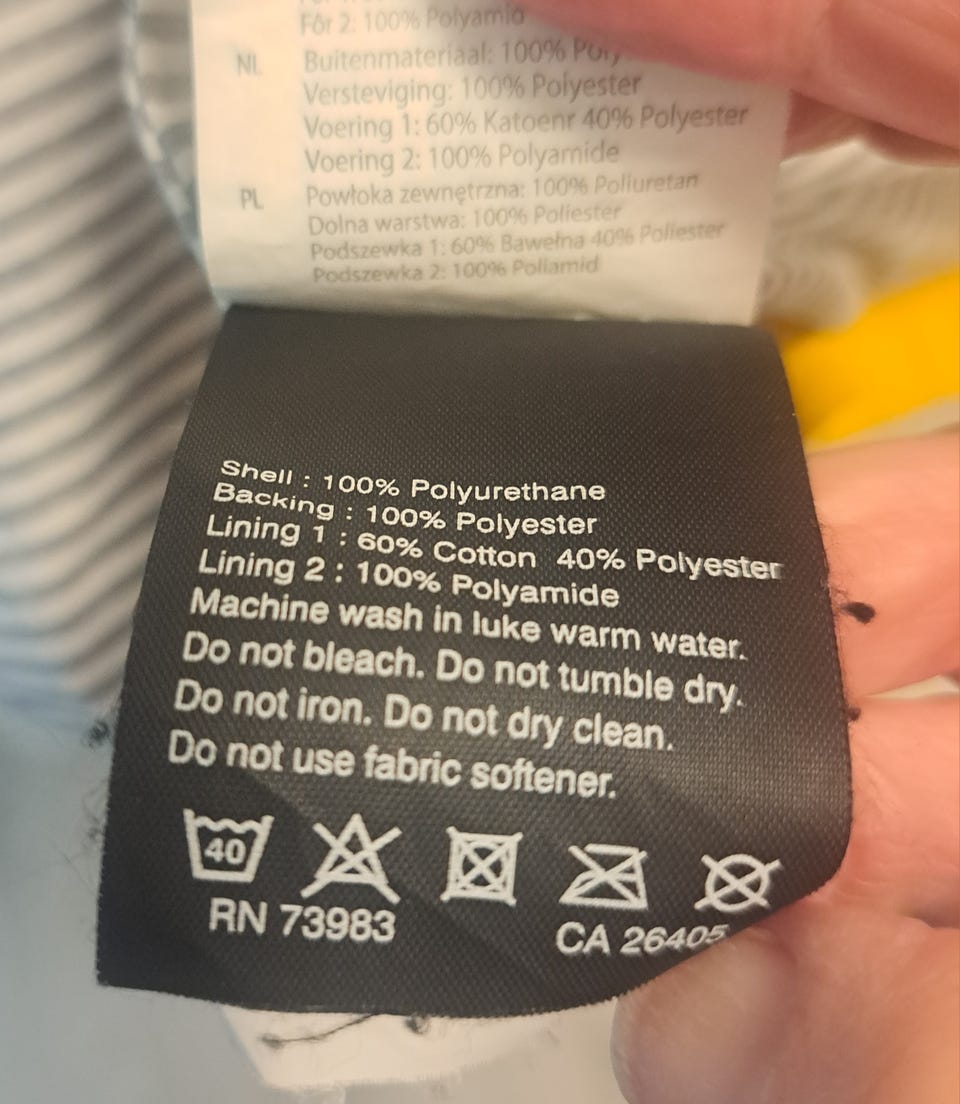 Fôr 2: 100% Polyamid
NL Buitenmateriaal: 100% Poly
Versteviging: 100% Polyester
Voering 1: 60% Katoenr 40% Polyester
Voering 2: 100% Polyamide
PL Powłoka zewnętrzna: 100% Poliuretan
Dolna warstwa: 100% Poliester
Podszewka 1: 60% Bawełna 40% Poliester
Podszewka 2: 100% Poliamid
Shell : 100% Polyurethane
Backing : 100% Polyester
Lining 1 : 60% Cotton 40% Polyester
Lining 2 : 100% Polyamide
Machine wash in luke warm water.
Do not bleach. Do not tumble dry.
Do not iron. Do not dry clean.
Do not use fabric softener.
40
RN 73983 CA 26405